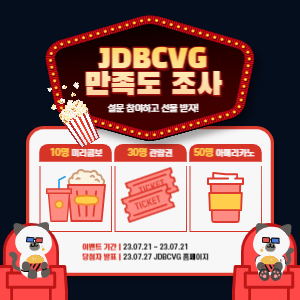 JDBCVG
만족도 조사
설문 참여하고 선물 받자!
10명 미리콤보
30명 관람권
50명 아메리카노
TICKET
TICKET
이벤트 기간 | 23.07.21 - 23.07.21
당첨자 발표 | 23.07.27 JDBCVG 홈페이지